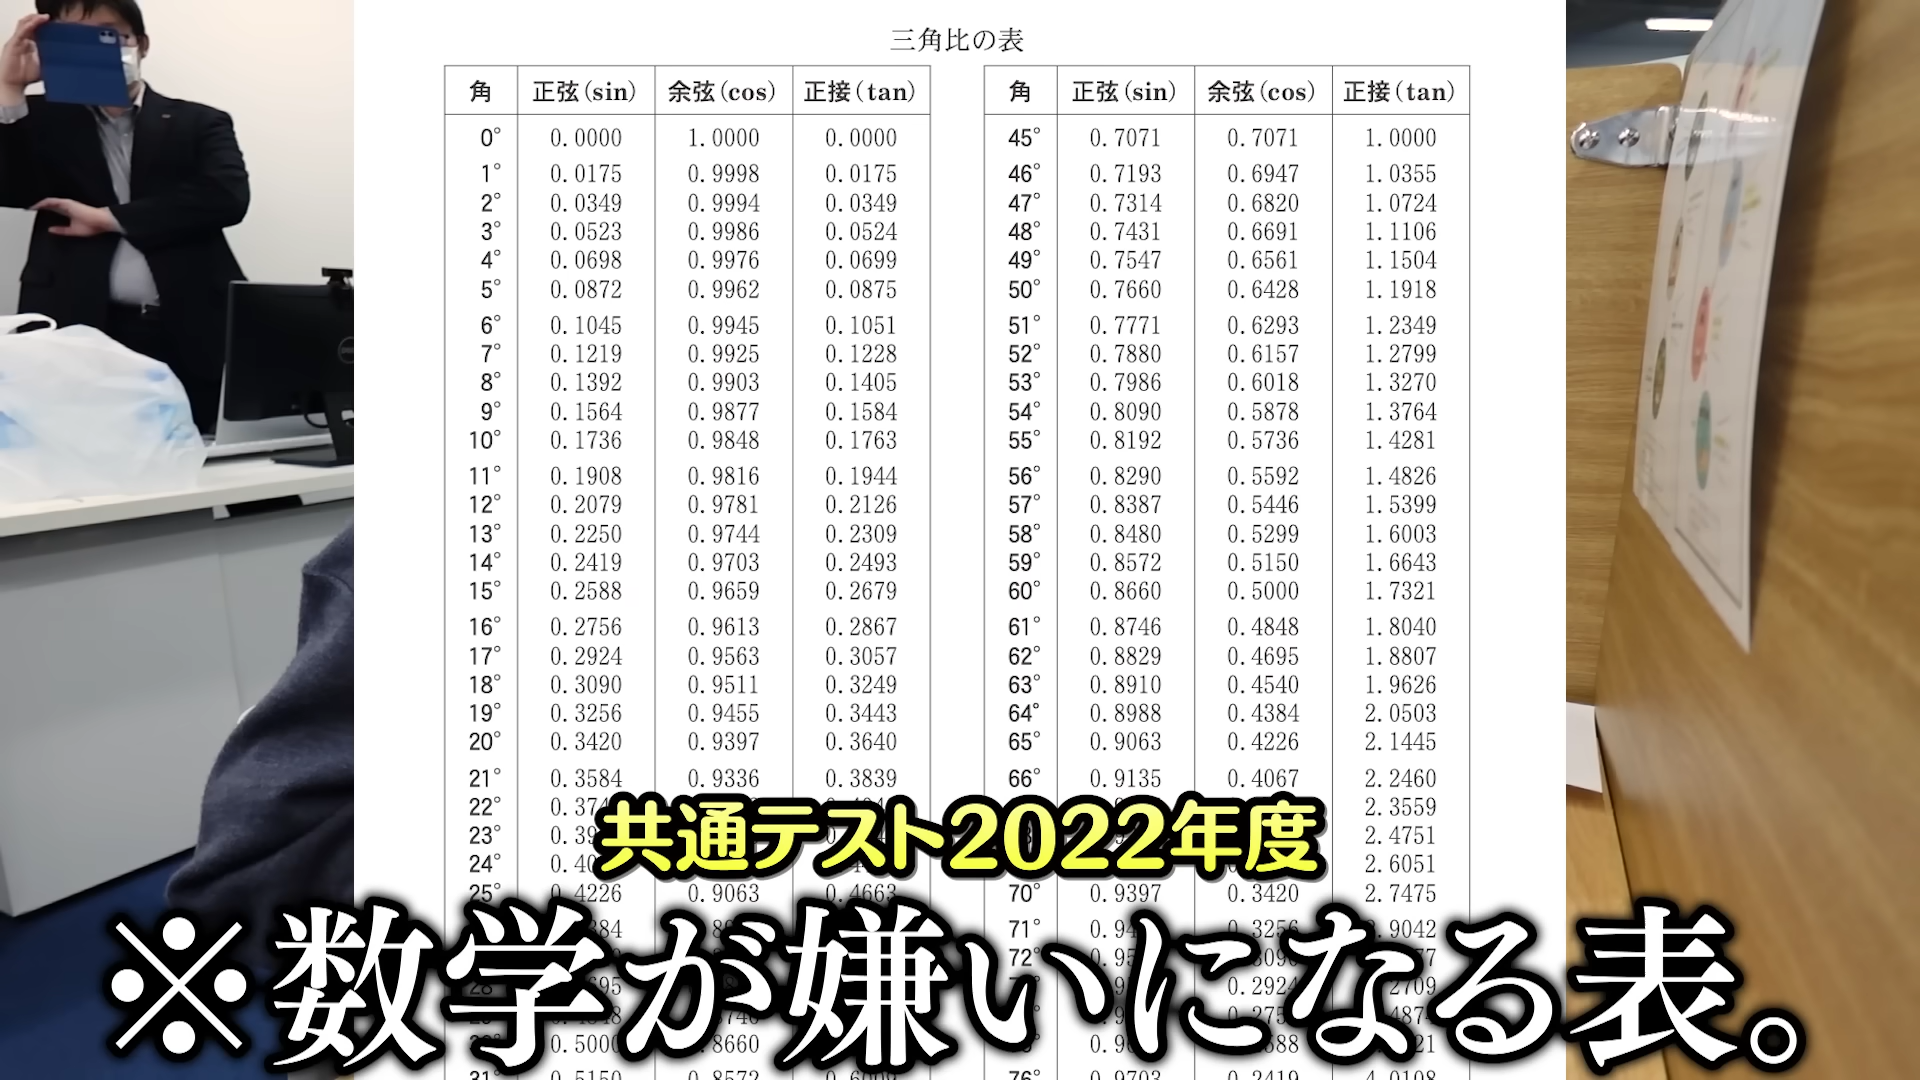 三角比の表
角 正弦(sin) 余弦(cos) 正接(tan) 角 正弦(sin) 余弦(cos) 正接(tan)
0° 0.0000 1.0000 0.0000 45° 0.7071 0.7071 1.0000
1° 0.0175 0.9998 0.0175 46° 0.7193 0.6947 1.0355
2° 0.0349 0.9994 0.0349 47° 0.7314 0.6820 1.0724
3° 0.0523 0.9986 0.0524 48° 0.7431 0.6691 1.1106
4° 0.0698 0.9976 0.0699 49° 0.7547 0.6561 1.1504
5° 0.0872 0.9962 0.0875 50° 0.7660 0.6428 1.1918
6° 0.1045 0.9945 0.1051 51° 0.7771 0.6293 1.2349
7° 0.1219 0.9925 0.1228 52° 0.7880 0.6157 1.2799
8° 0.1392 0.9903 0.1405 53° 0.7986 0.6018 1.3270
9° 0.1564 0.9877 0.1584 54° 0.8090 0.5878 1.3764
10° 0.1736 0.9848 0.1763 55° 0.8192 0.5736 1.4281
11° 0.1908 0.9816 0.1944 56° 0.8290 0.5592 1.4826
12° 0.2079 0.9781 0.2126 57° 0.8387 0.5446 1.5399
13° 0.2250 0.9744 0.2309 58° 0.8480 0.5299 1.6003
14° 0.2419 0.9703 0.2493 59° 0.8572 0.5150 1.6643
15° 0.2588 0.9659 0.2679 60° 0.8660 0.5000 1.7321
16° 0.2756 0.9613 0.2867 61° 0.8746 0.4848 1.8040
17° 0.2924 0.9563 0.3057 62° 0.8829 0.4695 1.8807
18° 0.3090 0.9511 0.3249 63° 0.8910 0.4540 1.9626
19° 0.3256 0.9455 0.3443 64° 0.8988 0.4384 2.0503
20° 0.3420 0.9397 0.3640 65° 0.9063 0.4226 2.1445
21° 0.3584 0.9336 0.3839 66° 0.9135 0.4067 2.2460
22° 2.3559
23° 2.4751
24° 2.6051
25° 0.4226 0.9063 0.4663 70° 0.9397 0.3420 2.7475
71°
72°
共通テスト2022年度
※数学が嫌いになる表。